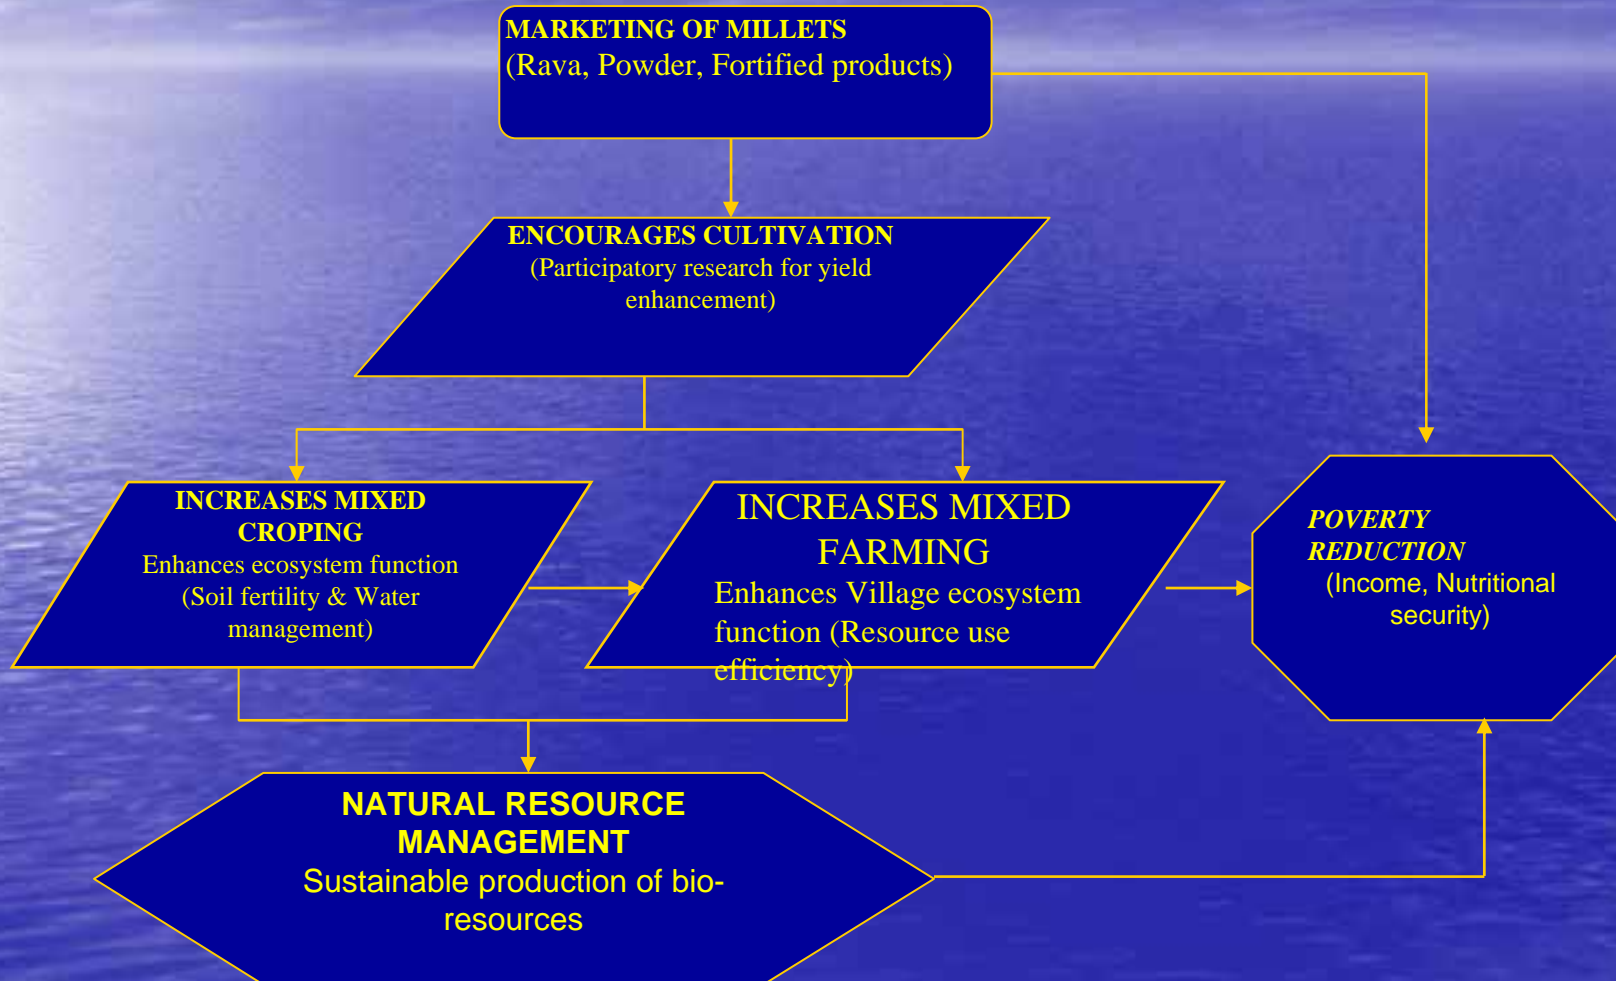 MARKETING OF MILLETS
(Rava, Powder, Fortified products)
ENCOURAGES CULTIVATION
(Participatory research for yield
enhancement)
INCREASES MIXED
CROPING
Enhances ecosystem function
(Soil fertility & Water
management)
INCREASES MIXED
FARMING
Enhances Village ecosystem
function (Resource use
efficiency)
POVERTY
REDUCTION
(Income, Nutritional
security)
NATURAL RESOURCE
MANAGEMENT
Sustainable production of bio-
resources